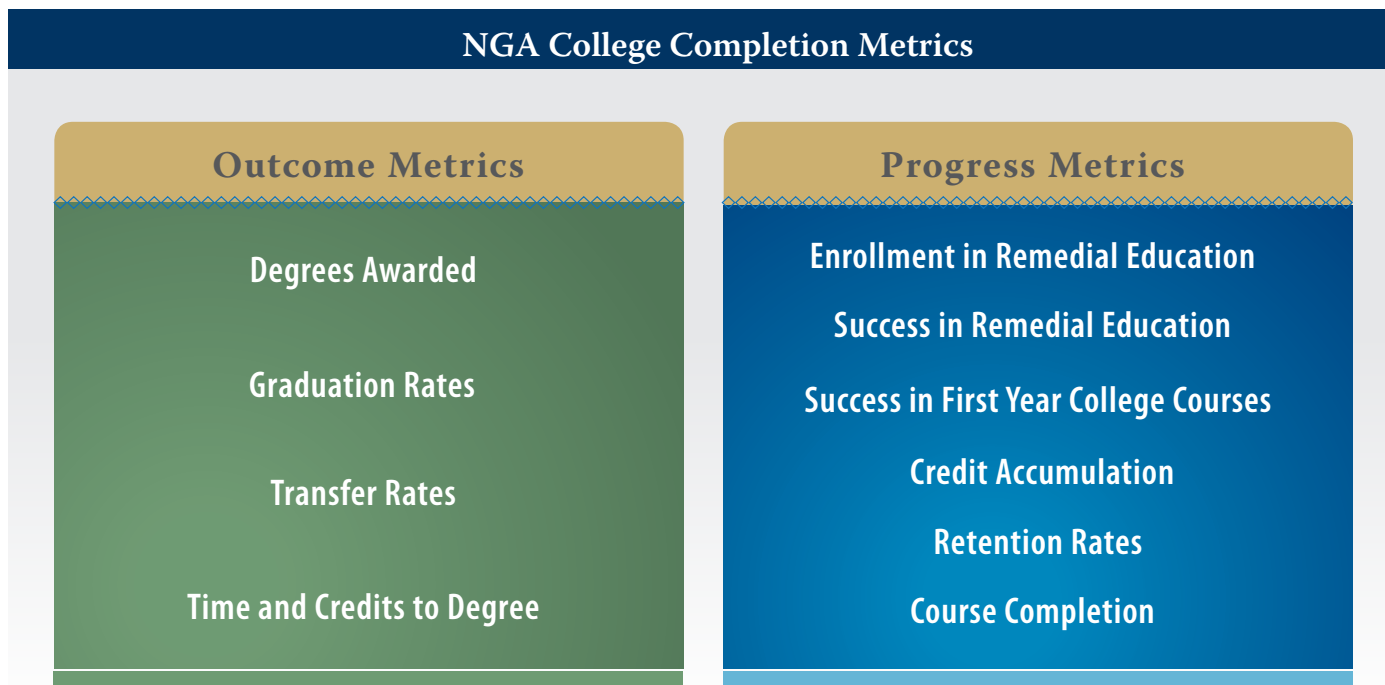 NGA College Completion Metrics
Outcome Metrics
Degrees Awarded
Graduation Rates
Transfer Rates
Time and Credits to Degree
Progress Metrics
Enrollment in Remedial Education
Success in Remedial Education
Success in First Year College Courses
Credit Accumulation
Retention Rates
Course Completion